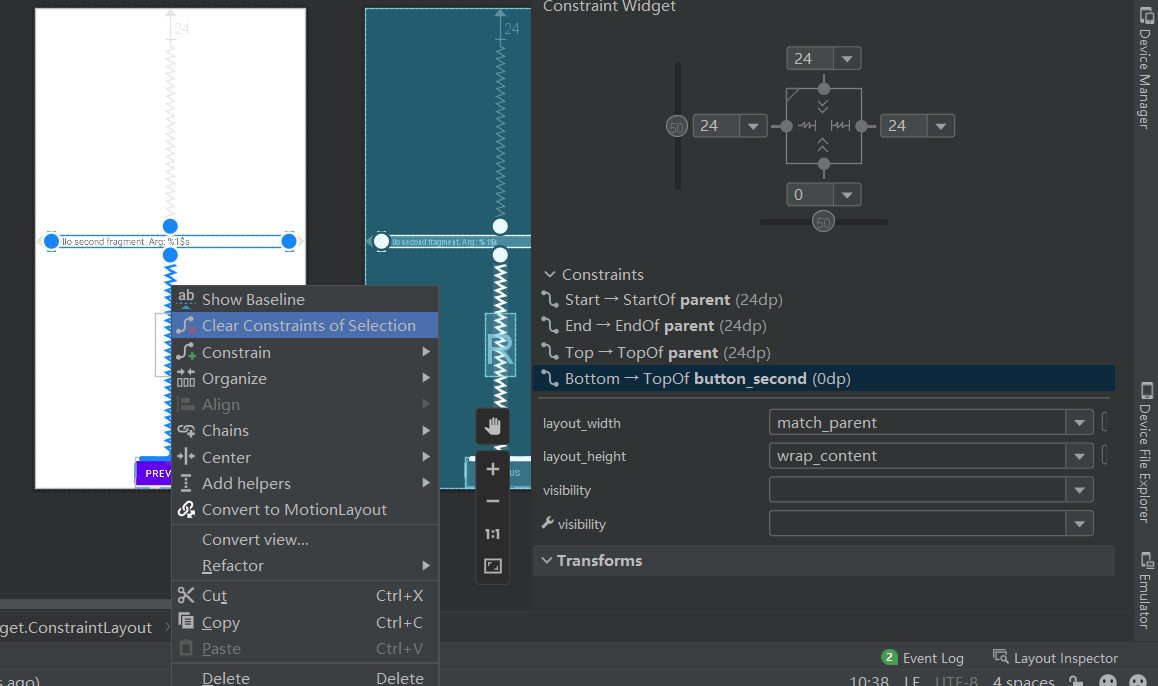 Constraint Widget
24
24
24
24
24
50
0
50
llo second fragment. Arg: %1$s
llo second fragment. Arg: %1$s
Constraints
Start → StartOf parent (24dp)
End → EndOf parent (24dp)
Top → TopOf parent (24dp)
Bottom → TopOf button_second (0dp)
layout_width
match_parent
layout_height
wrap_content
visibility
visibility
Transforms
ab
Show Baseline
Clear Constraints of Selection
Constrain
Organize
Align
Chains
Center
Add helpers
Convert to MotionLayout
Convert view...
Refactor
Cut Ctrl+X
Copy Ctrl+C
Paste Ctrl+V
Delete Delete
R
PREV
US
1:1
get.ConstraintLayout
s ago)
2 Event Log
Layout Inspector
10:38 LF UTF-8 4 spaces
Device Manager
Device File Explorer
Emulator